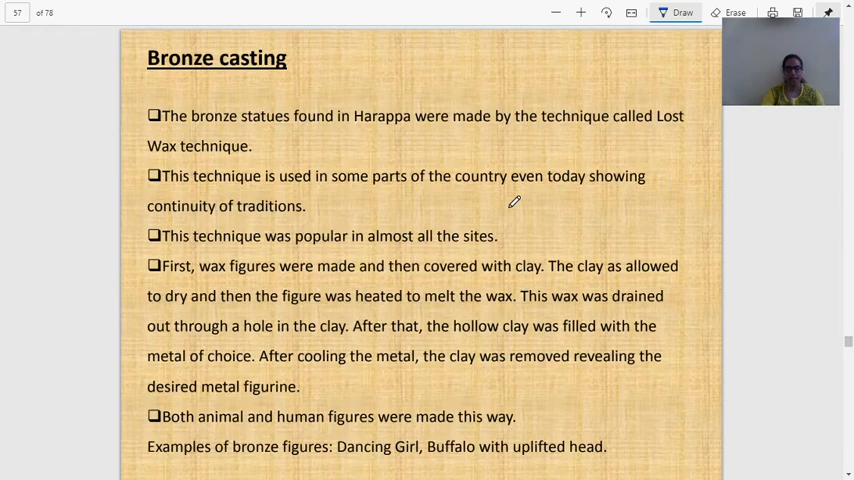 57 of 78
Draw
Erase
Bronze casting
❑The bronze statues found in Harappa were made by the technique called Lost
Wax technique.
❑This technique is used in some parts of the country even today showing
continuity of traditions.
❑This technique was popular in almost all the sites.
❑First, wax figures were made and then covered with clay. The clay as allowed
to dry and then the figure was heated to melt the wax. This wax was drained
out through a hole in the clay. After that, the hollow clay was filled with the
metal of choice. After cooling the metal, the clay was removed revealing the
desired metal figurine.
❑Both animal and human figures were made this way.
Examples of bronze figures: Dancing Girl, Buffalo with uplifted head.